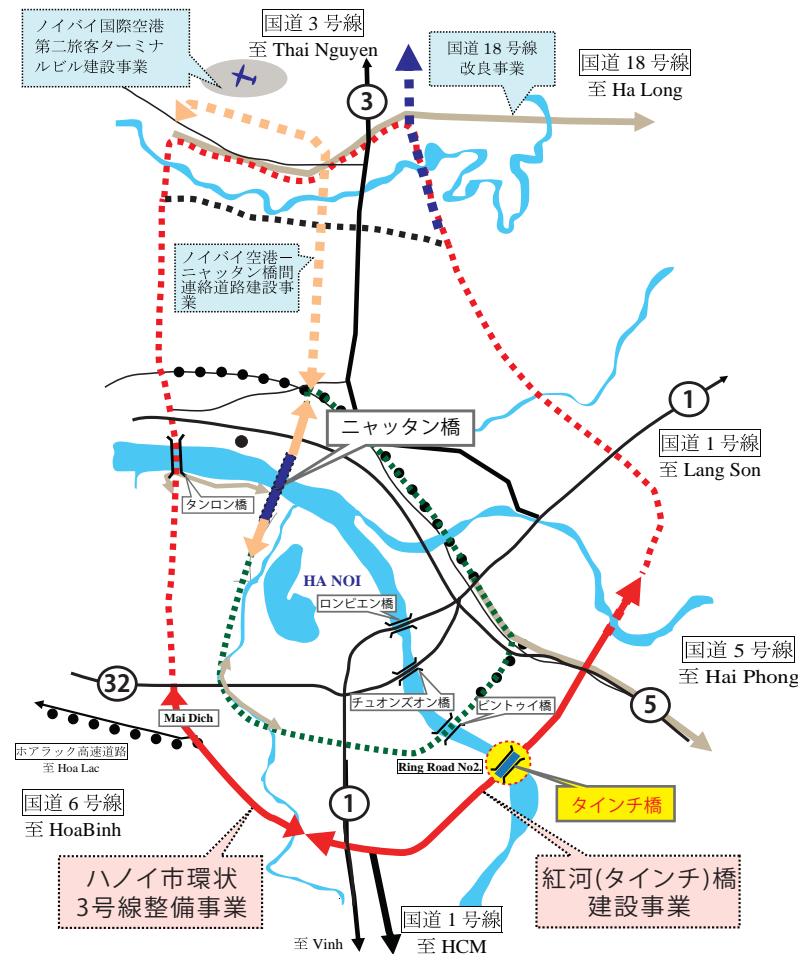 ノイバイ国際空港
第二旅客ターミナ
ルビル建設事業
国道 3 号線
至 Thai Nguyen
国道 18 号線
改良事業
国道 18 号線
至 Ha Long
3
ノイバイ空港－
ニャッタン橋間
連絡道路建設事
業
1
ニャッタン橋
国道 1 号線
至 Lang Son
タンロン橋
HA NOI
ロンビエン橋
国道 5 号線
至 Hai Phong
32
チュオンズオン橋
ビントゥイ橋
5
Mai Dich
ホアラック高速道路
至 Hoa Lac
Ring Road No2.
国道 6 号線
至 HoaBinh
1
タインチ橋
ハノイ市環状
3号線整備事業
紅河(タインチ)橋
建設事業
国道 1 号線
至 HCM
至 Vinh